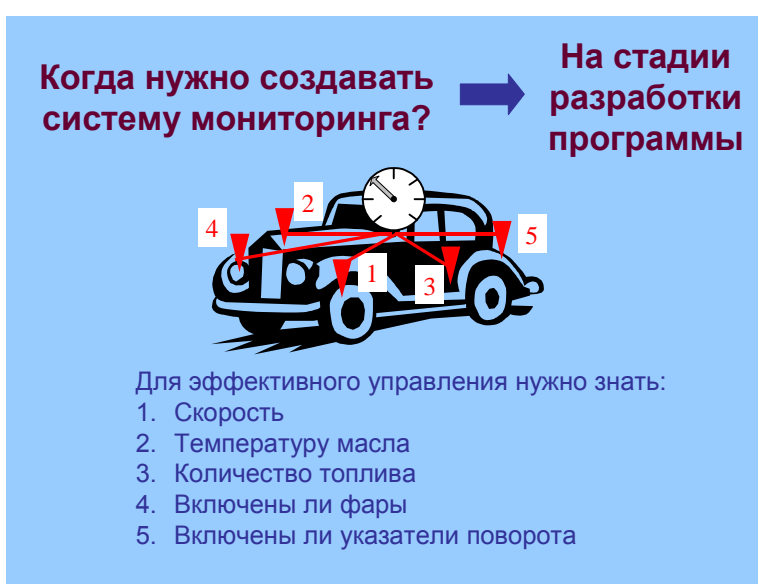 Когда нужно создавать
систему мониторинга?
На стадии
разработки
программы
2
4
5
1
3
Для эффективного управления нужно знать:
1. Скорость
2. Температуру масла
3. Количество топлива
4. Включены ли фары
5. Включены ли указатели поворота